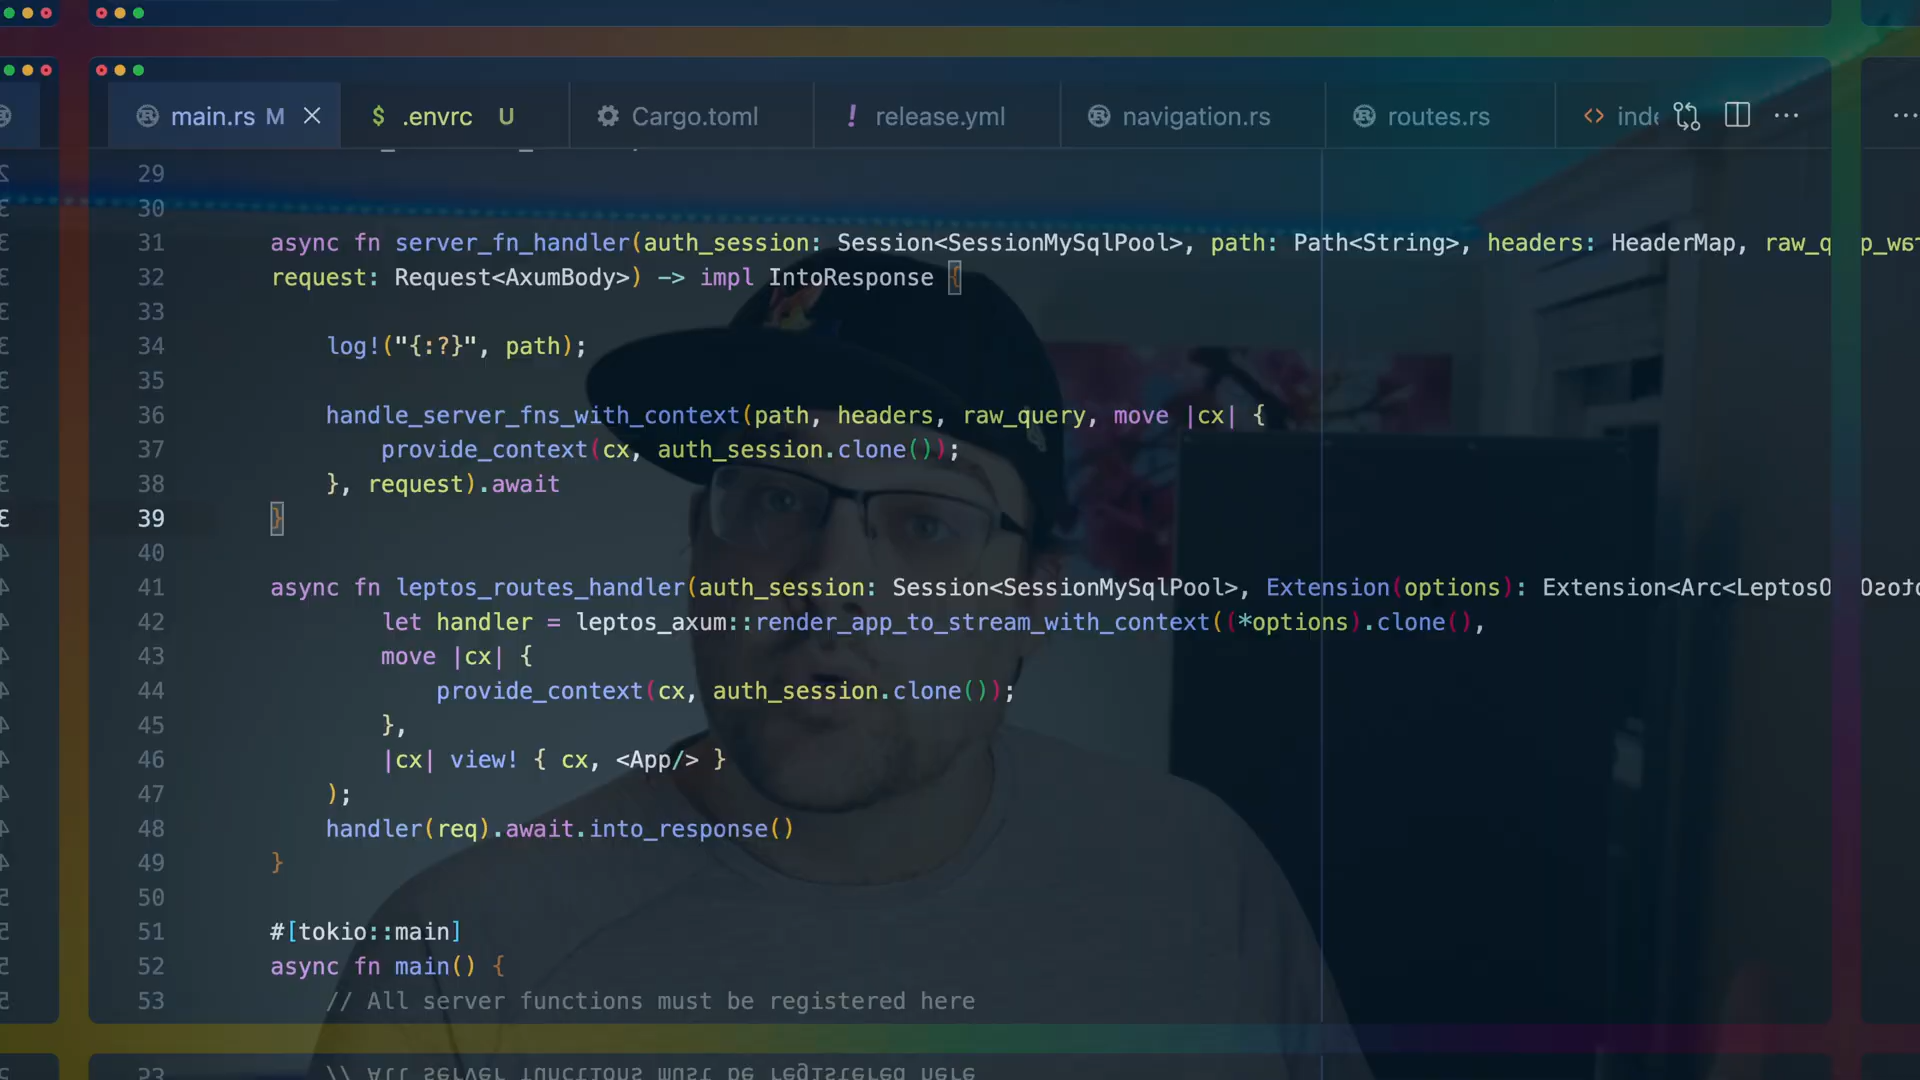 main.rs M
.envrc U
Cargo.toml
! release.yml
navigation.rs
routes.rs
<> inde
29
30
31 async fn server_fn_handler(auth_session: Session<SessionMySqlPool>, path: Path<String>, headers: HeaderMap, raw_q
32 request: Request<AxumBody>) -> impl IntoResponse {
33
34 log!("{:?}", path);
35
36 handle_server_fns_with_context(path, headers, raw_query, move |cx| {
37 provide_context(cx, auth_session.clone());
38 }, request).await
39 }
40
41 async fn leptos_routes_handler(auth_session: Session<SessionMySqlPool>, Extension(options): Extension<Arc<LeptosO
42 let handler = leptos_axum::render_app_to_stream_with_context((*options).clone(),
43 move |cx| {
44 provide_context(cx, auth_session.clone());
45 },
46 |cx| view! { cx, <App/> }
47 );
48 handler(req).await.into_response()
49 }
50
51 #[tokio::main]
52 async fn main() {
53 // All server functions must be registered here